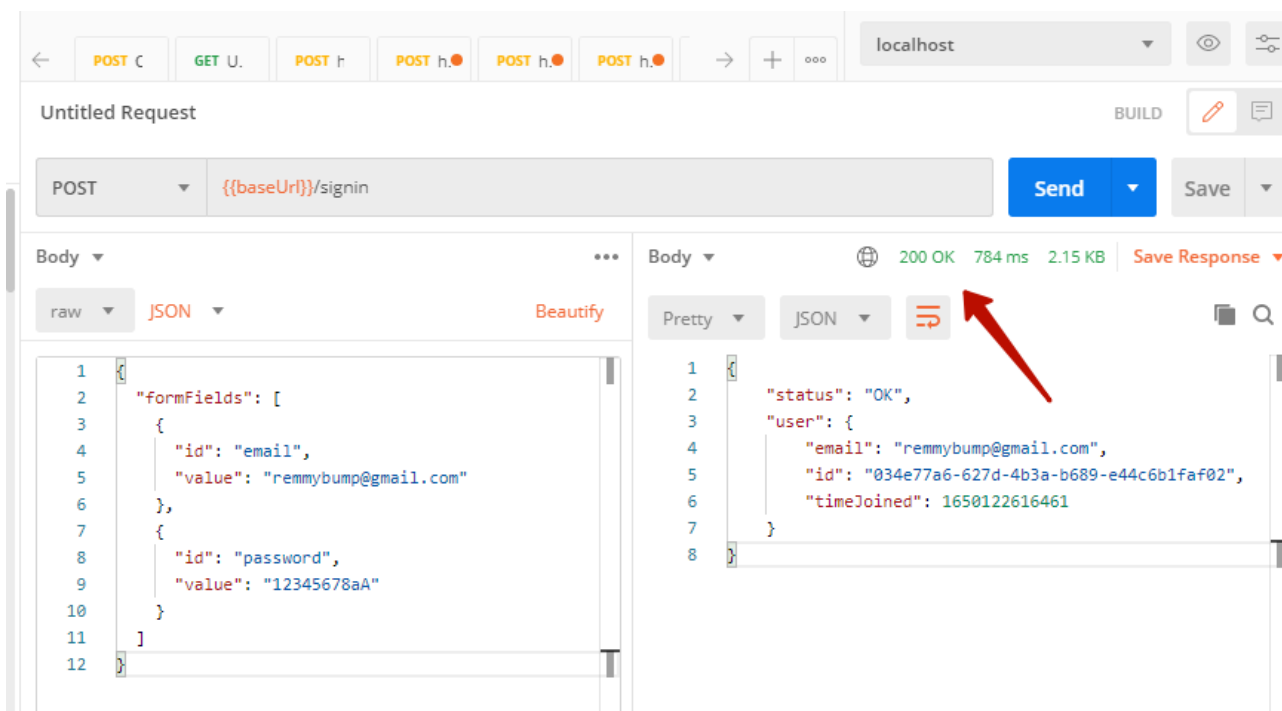 POST C GET U. POST h POST h. POST h. POST h. localhost
Untitled Request BUILD
POST {{baseUrl}}/signin Send Save
Body Body 200 OK 784 ms 2.15 KB Save Response
raw JSON Beautify Pretty JSON
1 {
2 "formFields": [
3 {
4 "id": "email",
5 "value": "remmybump@gmail.com"
6 },
7 {
8 "id": "password",
9 "value": "12345678aA"
10 }
11 ]
12 }
1 {
2 "status": "OK",
3 "user": {
4 "email": "remmybump@gmail.com",
5 "id": "034e77a6-627d-4b3a-b689-e44c6b1faf02",
6 "timeJoined": 1650122616461
7 }
8 }